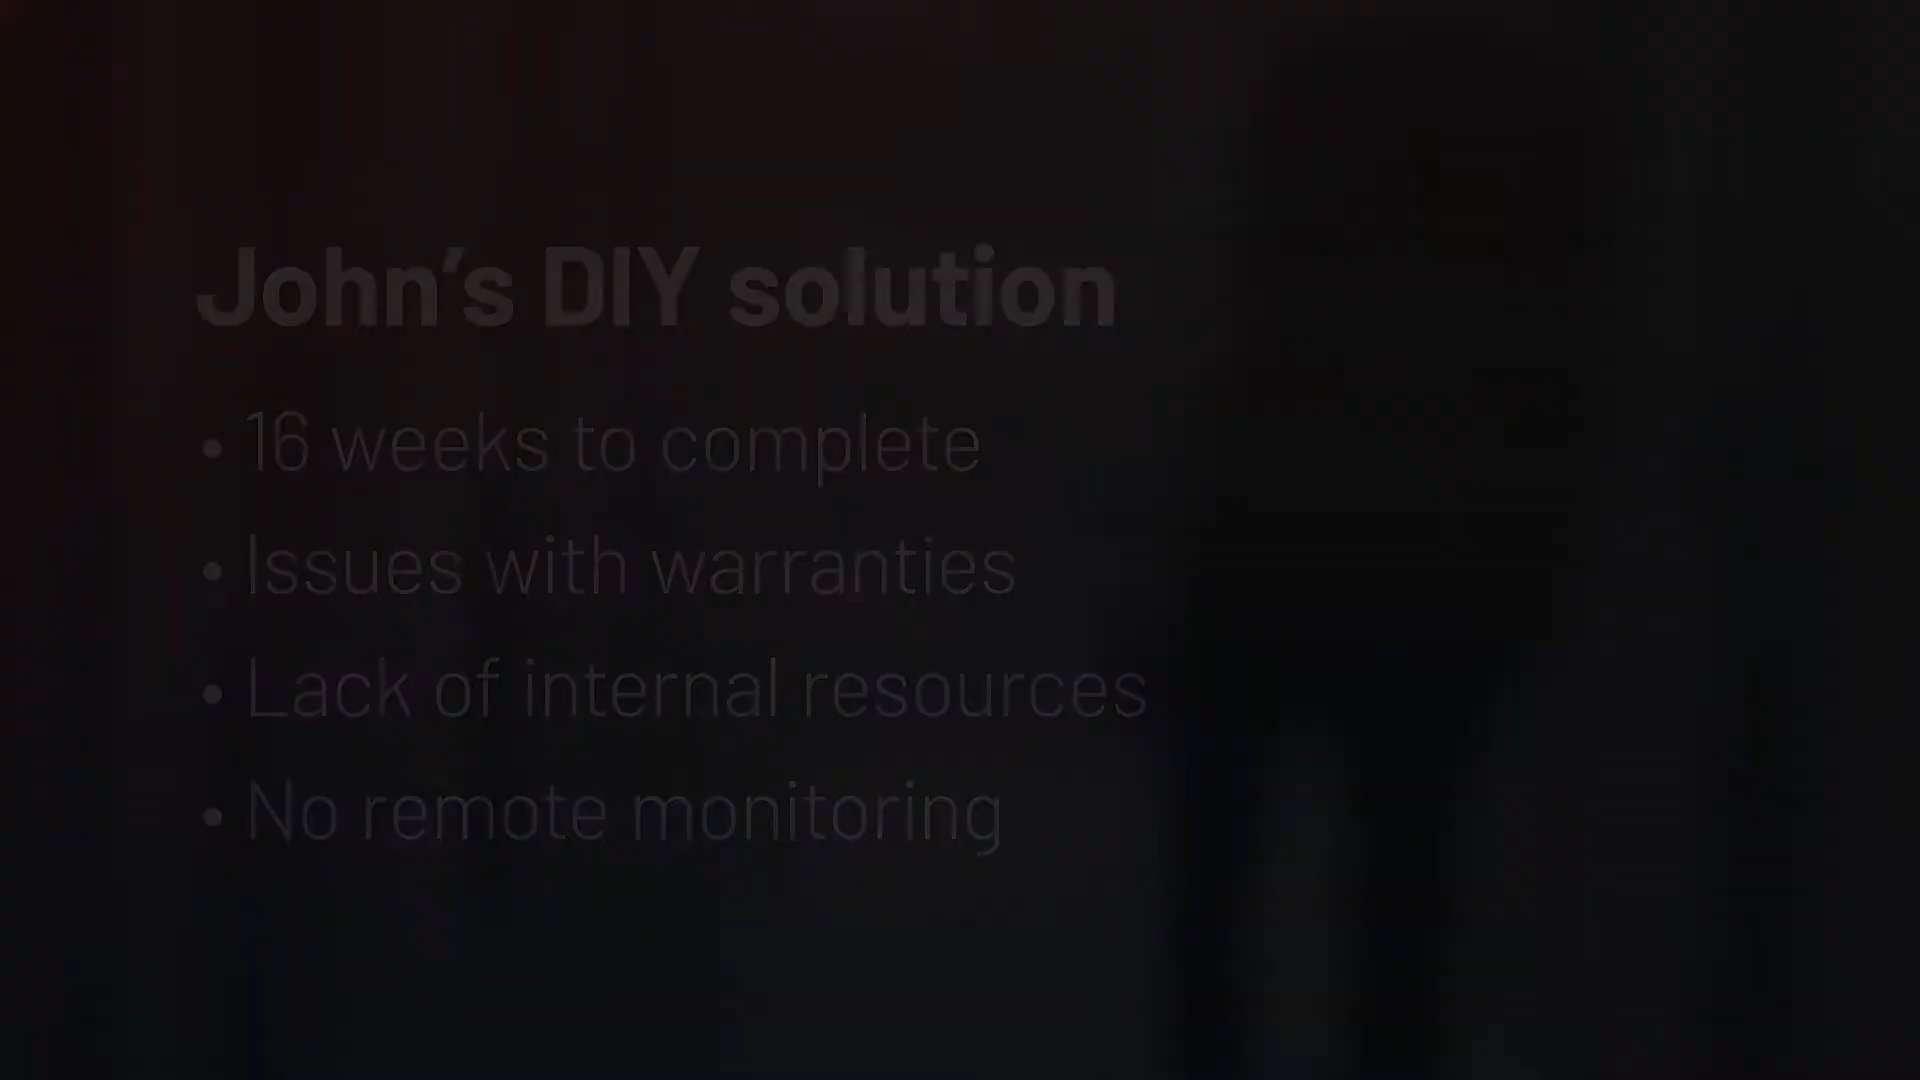 John’s DIY solution
• 16 weeks to complete
• Issues with warranties
• Lack of internal resources
• No remote monitoring